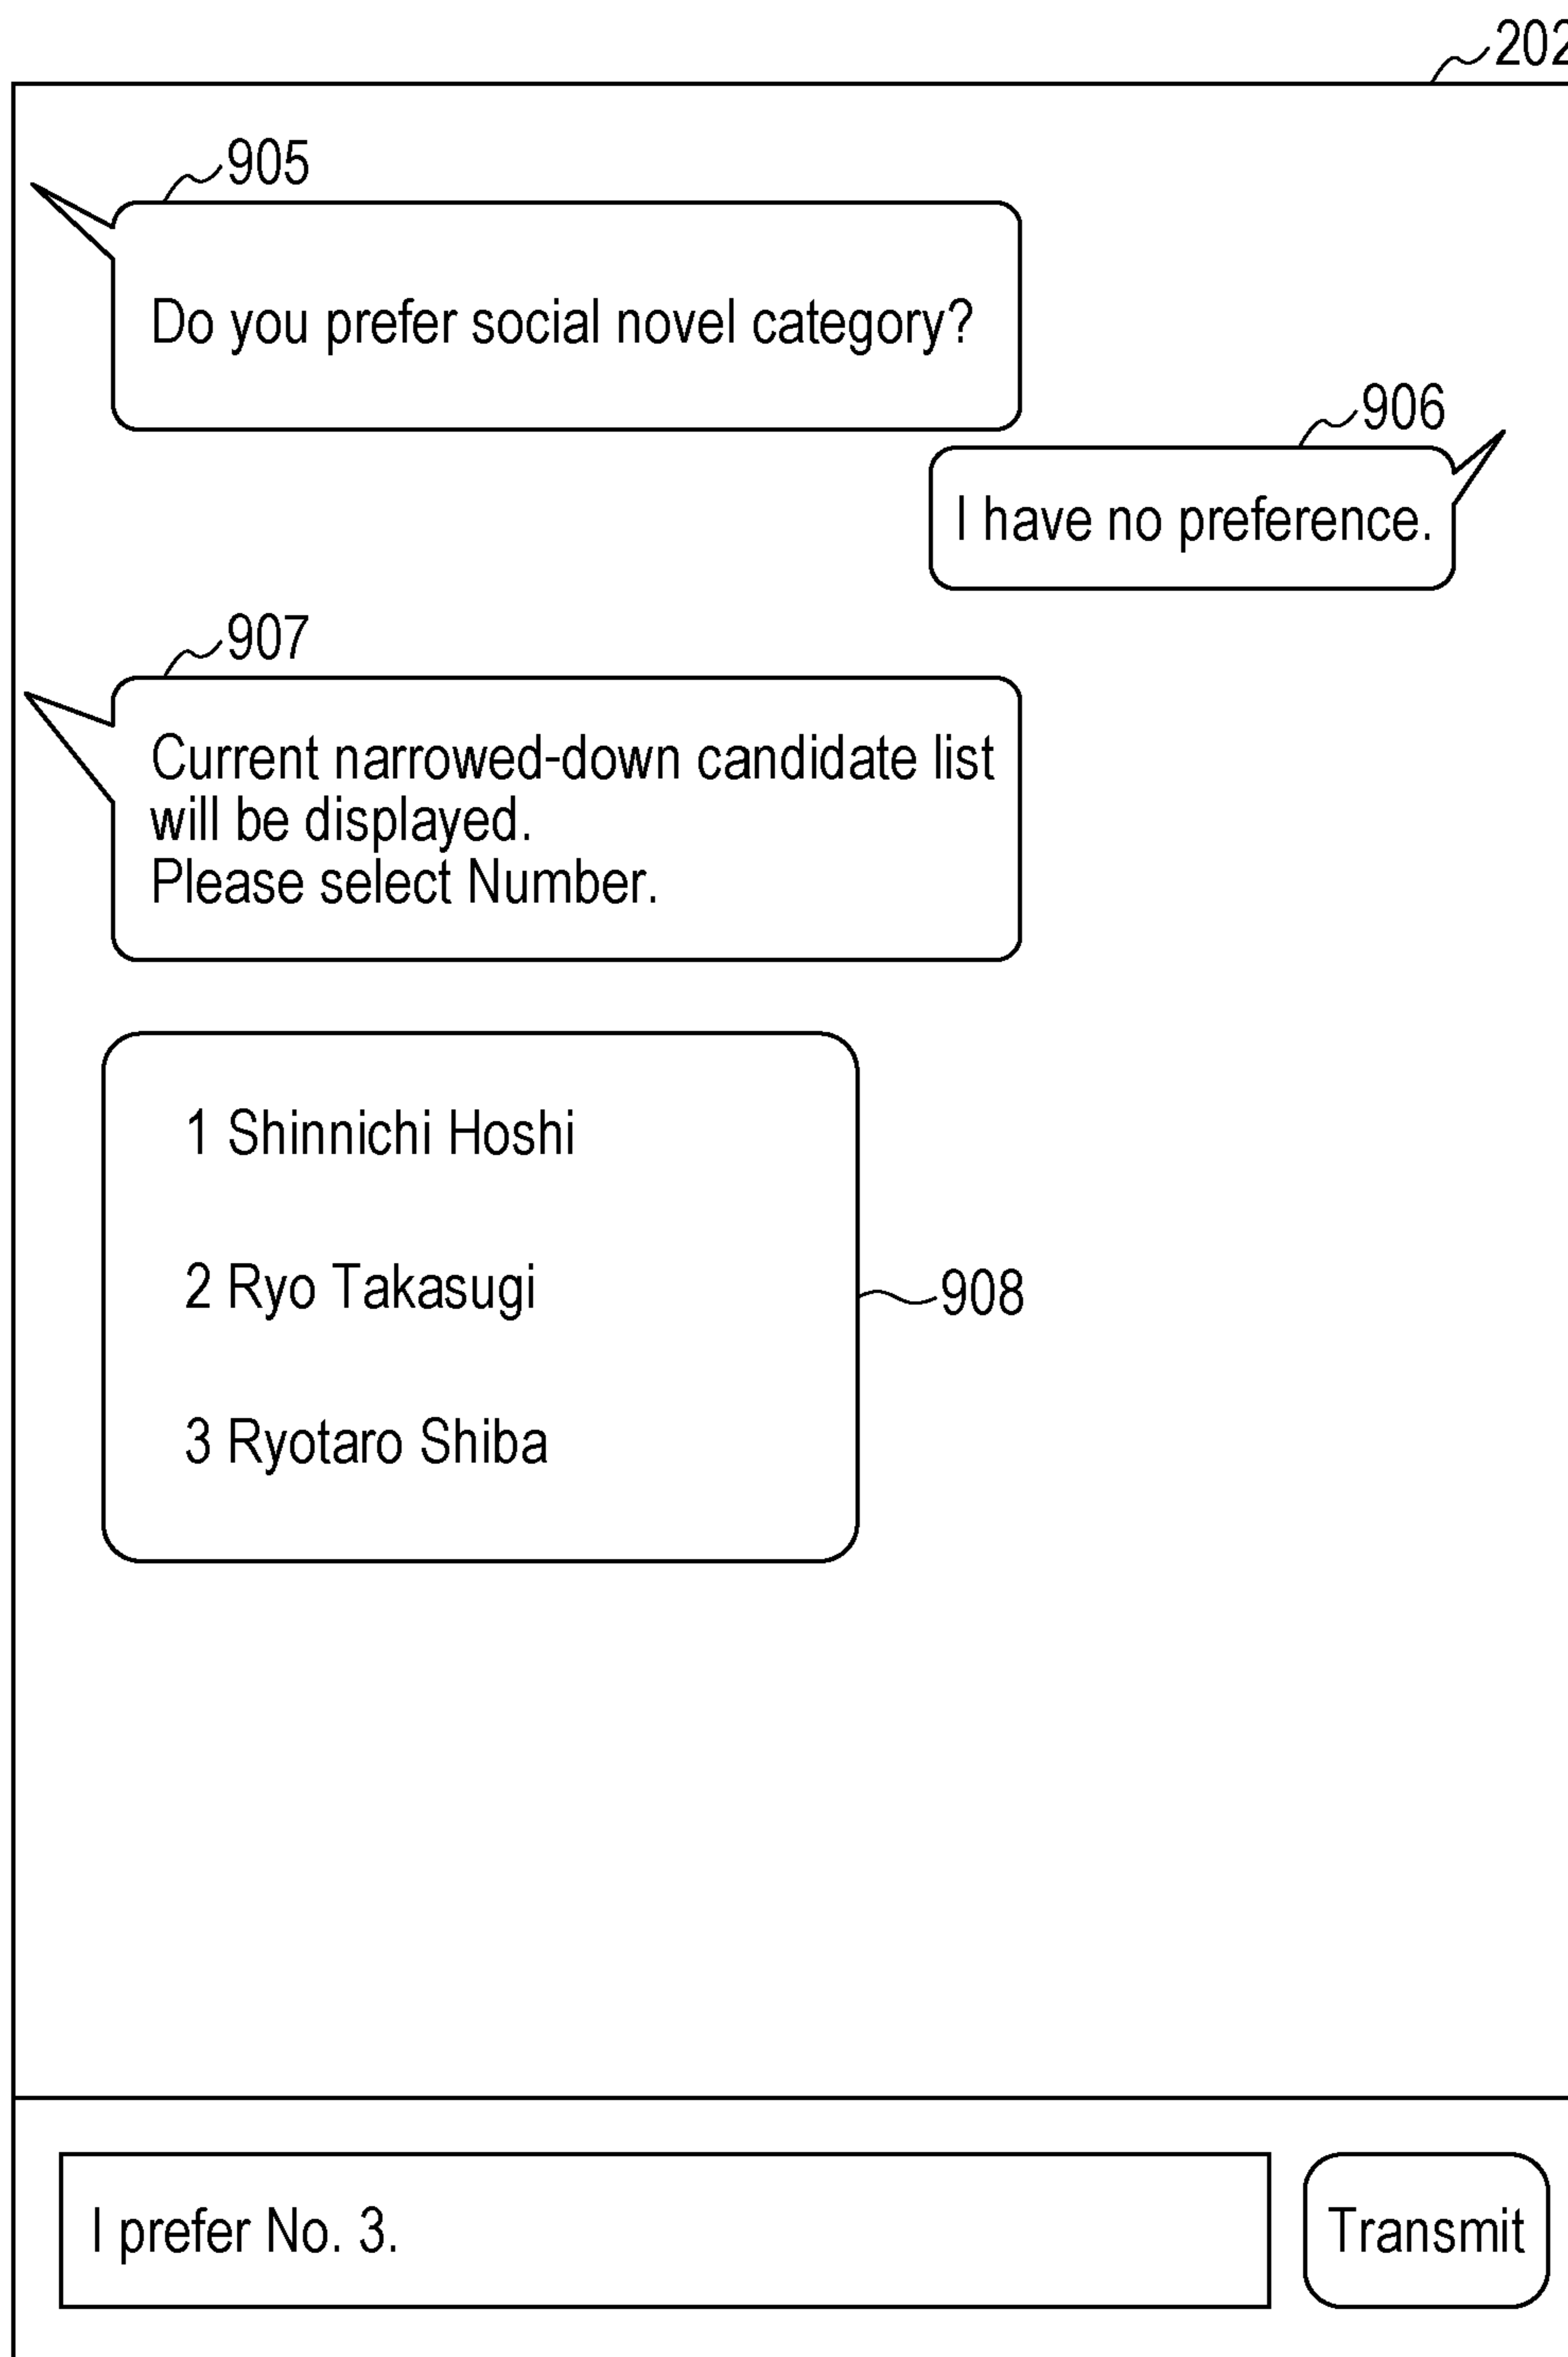 202
905
Do you prefer social novel category?
906
I have no preference.
907
Current narrowed-down candidate list
will be displayed.
Please select Number.
1 Shinnichi Hoshi
2 Ryo Takasugi
908
3 Ryotaro Shiba
I prefer No. 3.
Transmit